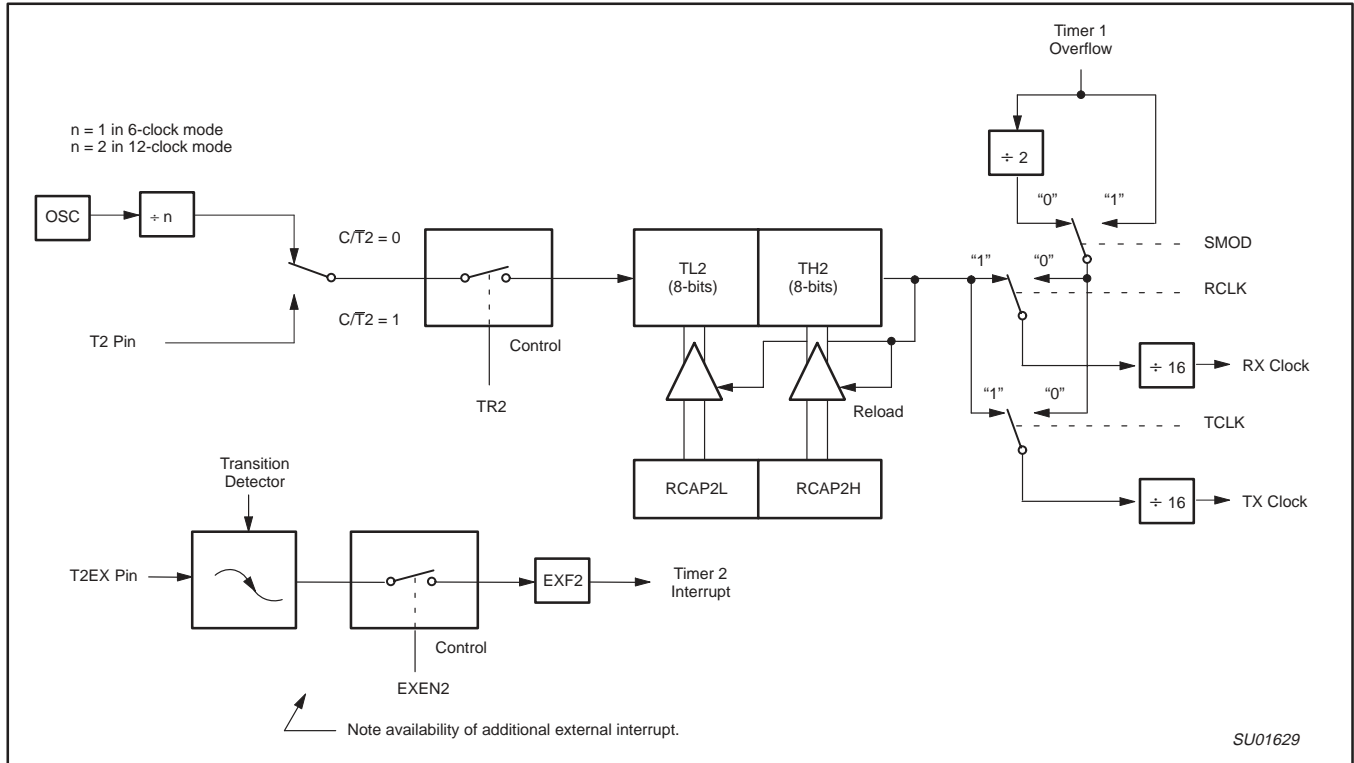 Timer 1
Overflow
n = 1 in 6-clock mode
n = 2 in 12-clock mode
÷ 2
“0”
“1”
OSC
÷ n
C/T̅2 = 0
TL2
(8-bits)
TH2
(8-bits)
SMOD
“1”
“0”
RCLK
C/T̅2 = 1
T2 Pin
Control
÷ 16
RX Clock
TR2
Reload
“1”
“0”
TCLK
Transition
Detector
RCAP2L
RCAP2H
÷ 16
TX Clock
T2EX Pin
EXF2
Timer 2
Interrupt
Control
EXEN2
Note availability of additional external interrupt.
SU01629